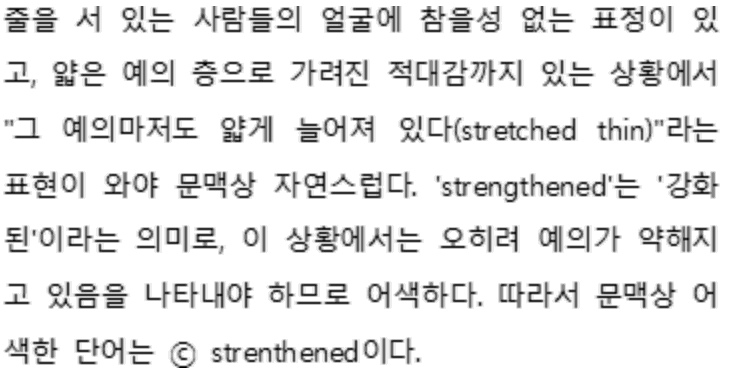 줄을 서 있는 사람들의 얼굴에 참을성 없는 표정이 있
고, 얇은 예의 층으로 가려진 적대감까지 있는 상황에서
"그 예의마저도 얇게 늘어져 있다(stretched thin)"라는
표현이 와야 문맥상 자연스럽다. 'strengthened'는 '강화
된'이라는 의미로, 이 상황에서는 오히려 예의가 약해지
고 있음을 나타내야 하므로 어색하다. 따라서 문맥상 어
색한 단어는 ⓒ strenthened이다.